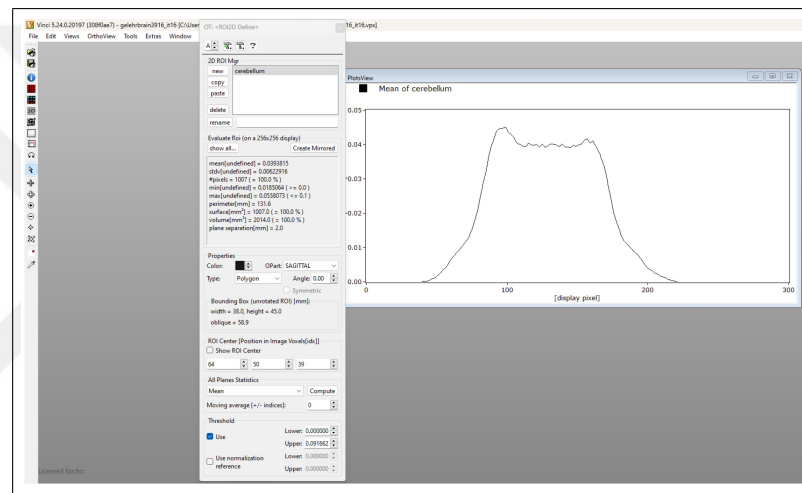 Vinci 5.24.0.20197 (308f0ae7) - gelehrbrain3916_it16 [C:\User
OT: <ROI2D Define>
16_it16.vpx]
File Edit Views OrthoView Tools Extras Window
A
?
2D ROI Mgr
new
cerebellum
copy
paste
delete
rename
Evaluate Roi (on a 256x256 display)
show all...
Create Mirrored
mean[undefined] = 0.0393815
stdv[undefined] = 0.00622916
#pixels = 1007 ( = 100.0 % )
min[undefined] = 0.0185064 ( >= 0.0 )
max[undefined] = 0.0558073 ( <= 0.1 )
perimeter[mm] = 131.6
surface[mm²] = 1007.0 ( = 100.0 % )
volume[mm³] = 2014.0 ( = 100.0 % )
plane separation[mm] = 2.0
Properties
Color:
OPart: SAGITTAL
Type: Polygon
Angle: 0.00
Symmetric
Bounding Box (unrotated ROI) [mm]:
width = 38.0, height = 45.0
oblique = 58.9
ROI Center [Position in Image Voxels[idx]]
Show ROI Center
64 50 39
All Planes Statistics
Mean
Compute
Moving average (+/- indices): 0
Threshold
Use
Lower: 0.000000
Upper: 0.091662
Use normalization reference
Lower: 0.000000
Upper: 0.000000
PlotsView
Mean of cerebellum
0.05
0.04
0.03
0.02
0.01
0.00
0 100 200 300
[display pixel]